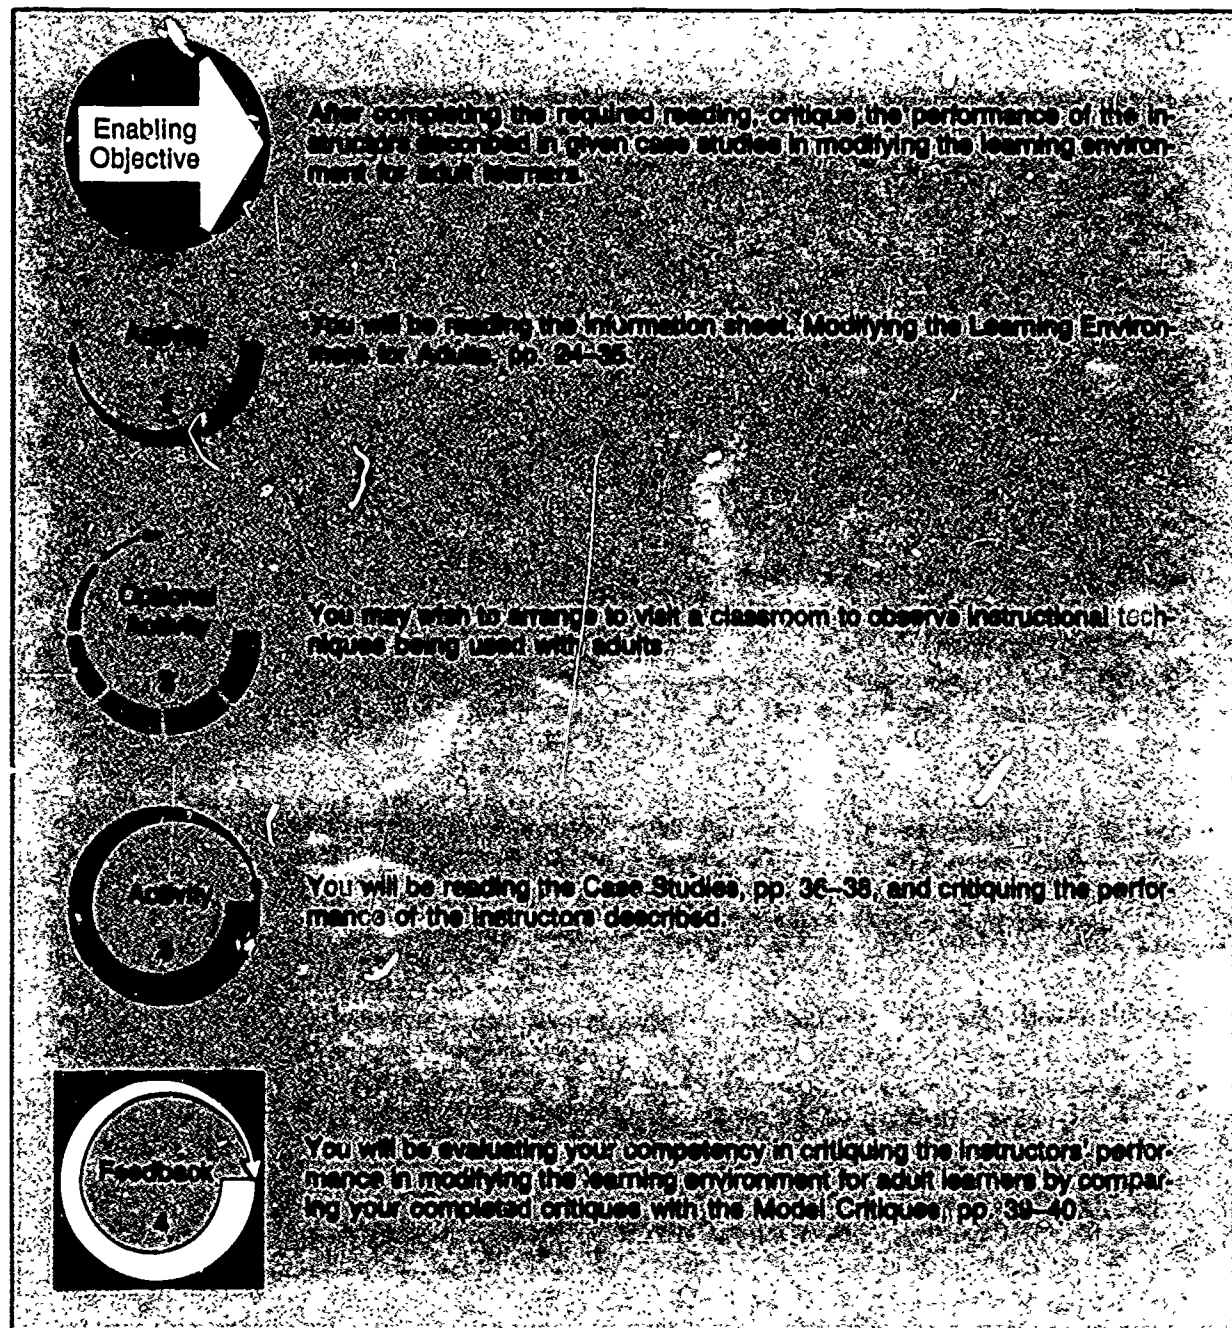 Enabling
Objective
After completing the required reading, critique the performance of the in-
structors described in given case studies in modifying the learning environ-
ment for adult learners.
Activity
1
You will be reading the information sheet, Modifying the Learning Environ-
ment for Adults, pp. 24–35.
Optional
Activity
2
You may wish to arrange to visit a classroom to observe instructional tech-
niques being used with adults.
Activity
3
You will be reading the Case Studies, pp. 36–38, and critiquing the perfor-
mance of the instructors described.
Feedback
4
You will be evaluating your competency in critiquing the instructors' perfor-
mance in modifying the learning environment for adult learners by compar-
ing your completed critiques with the Model Critiques, pp. 39–40.